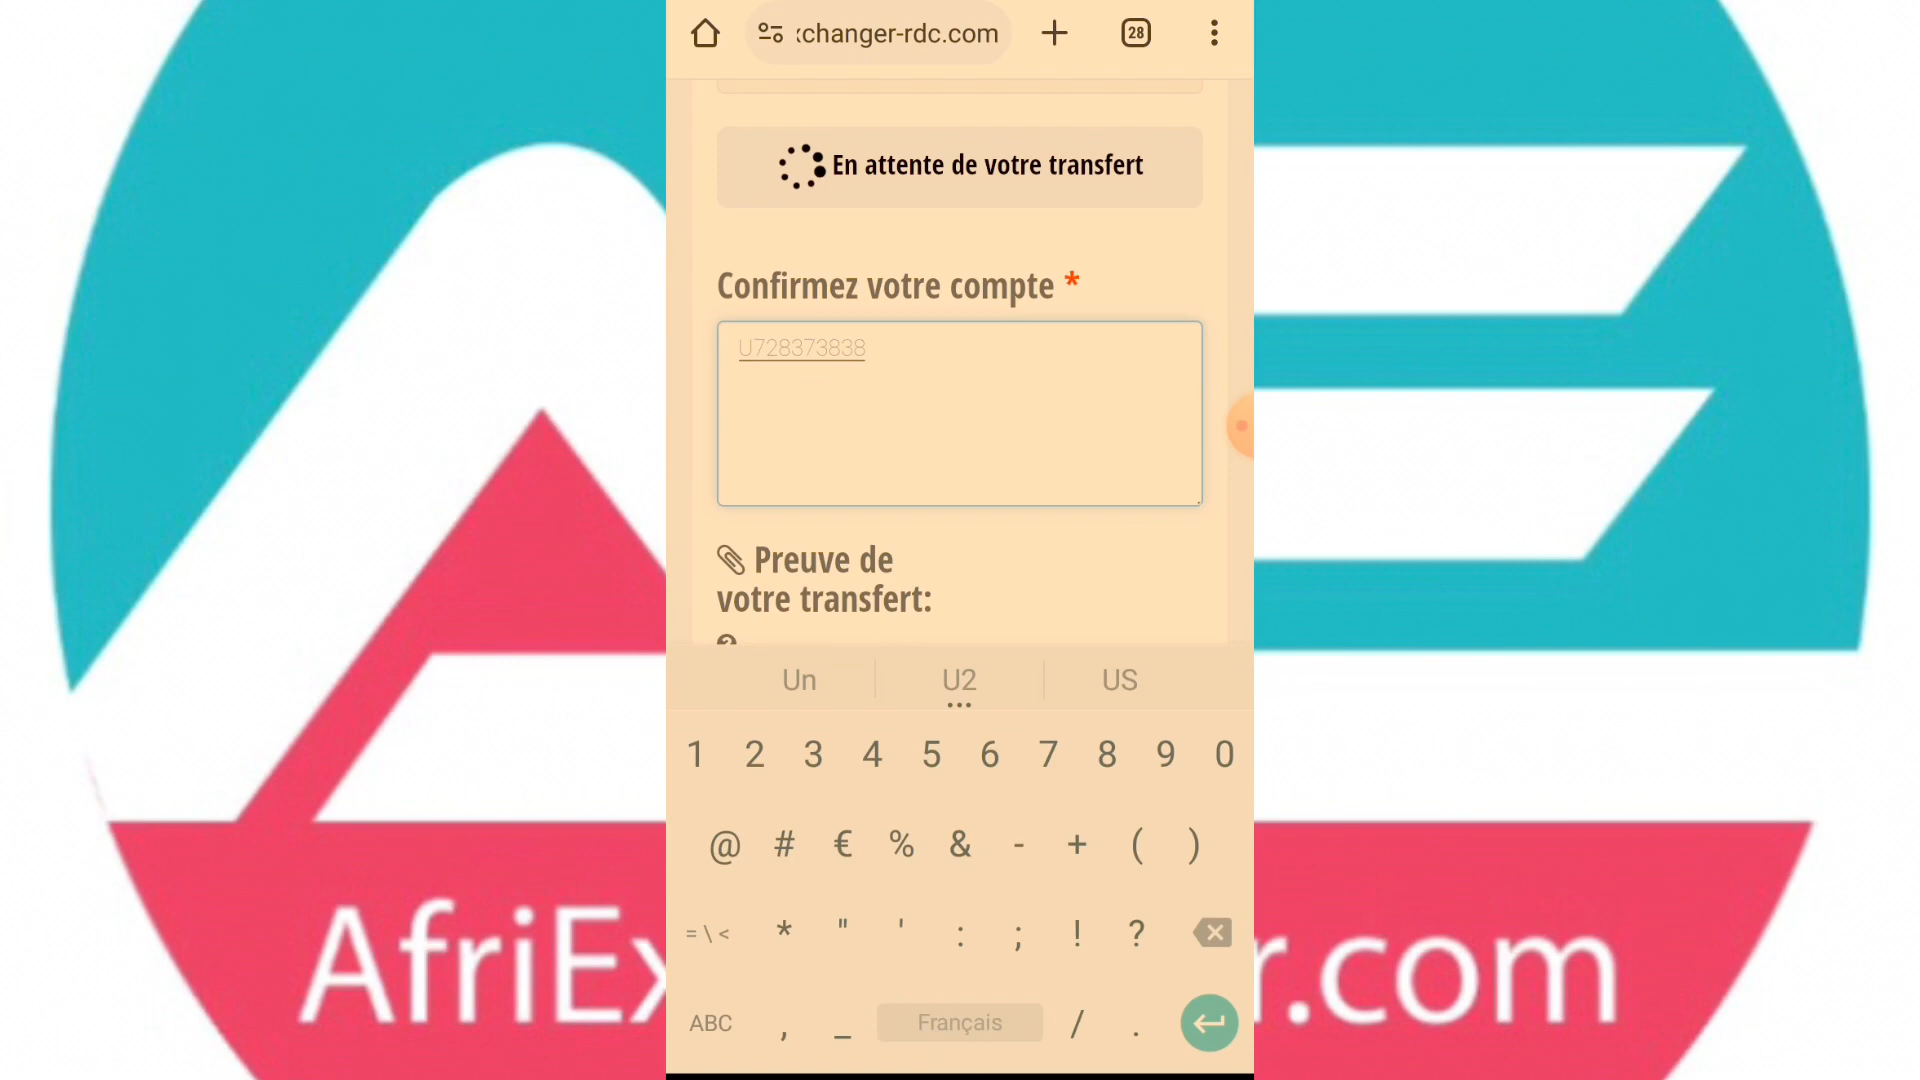 xchanger-rdc.com
28
En attente de votre transfert
Confirmez votre compte *
U728373838
Preuve de
votre transfert:
?
Un U2 US
1 2 3 4 5 6 7 8 9 0
@ # € % & - + ( )
= \ < * " ' : ; ! ?
ABC , _ Français / .
AfriEx r.com